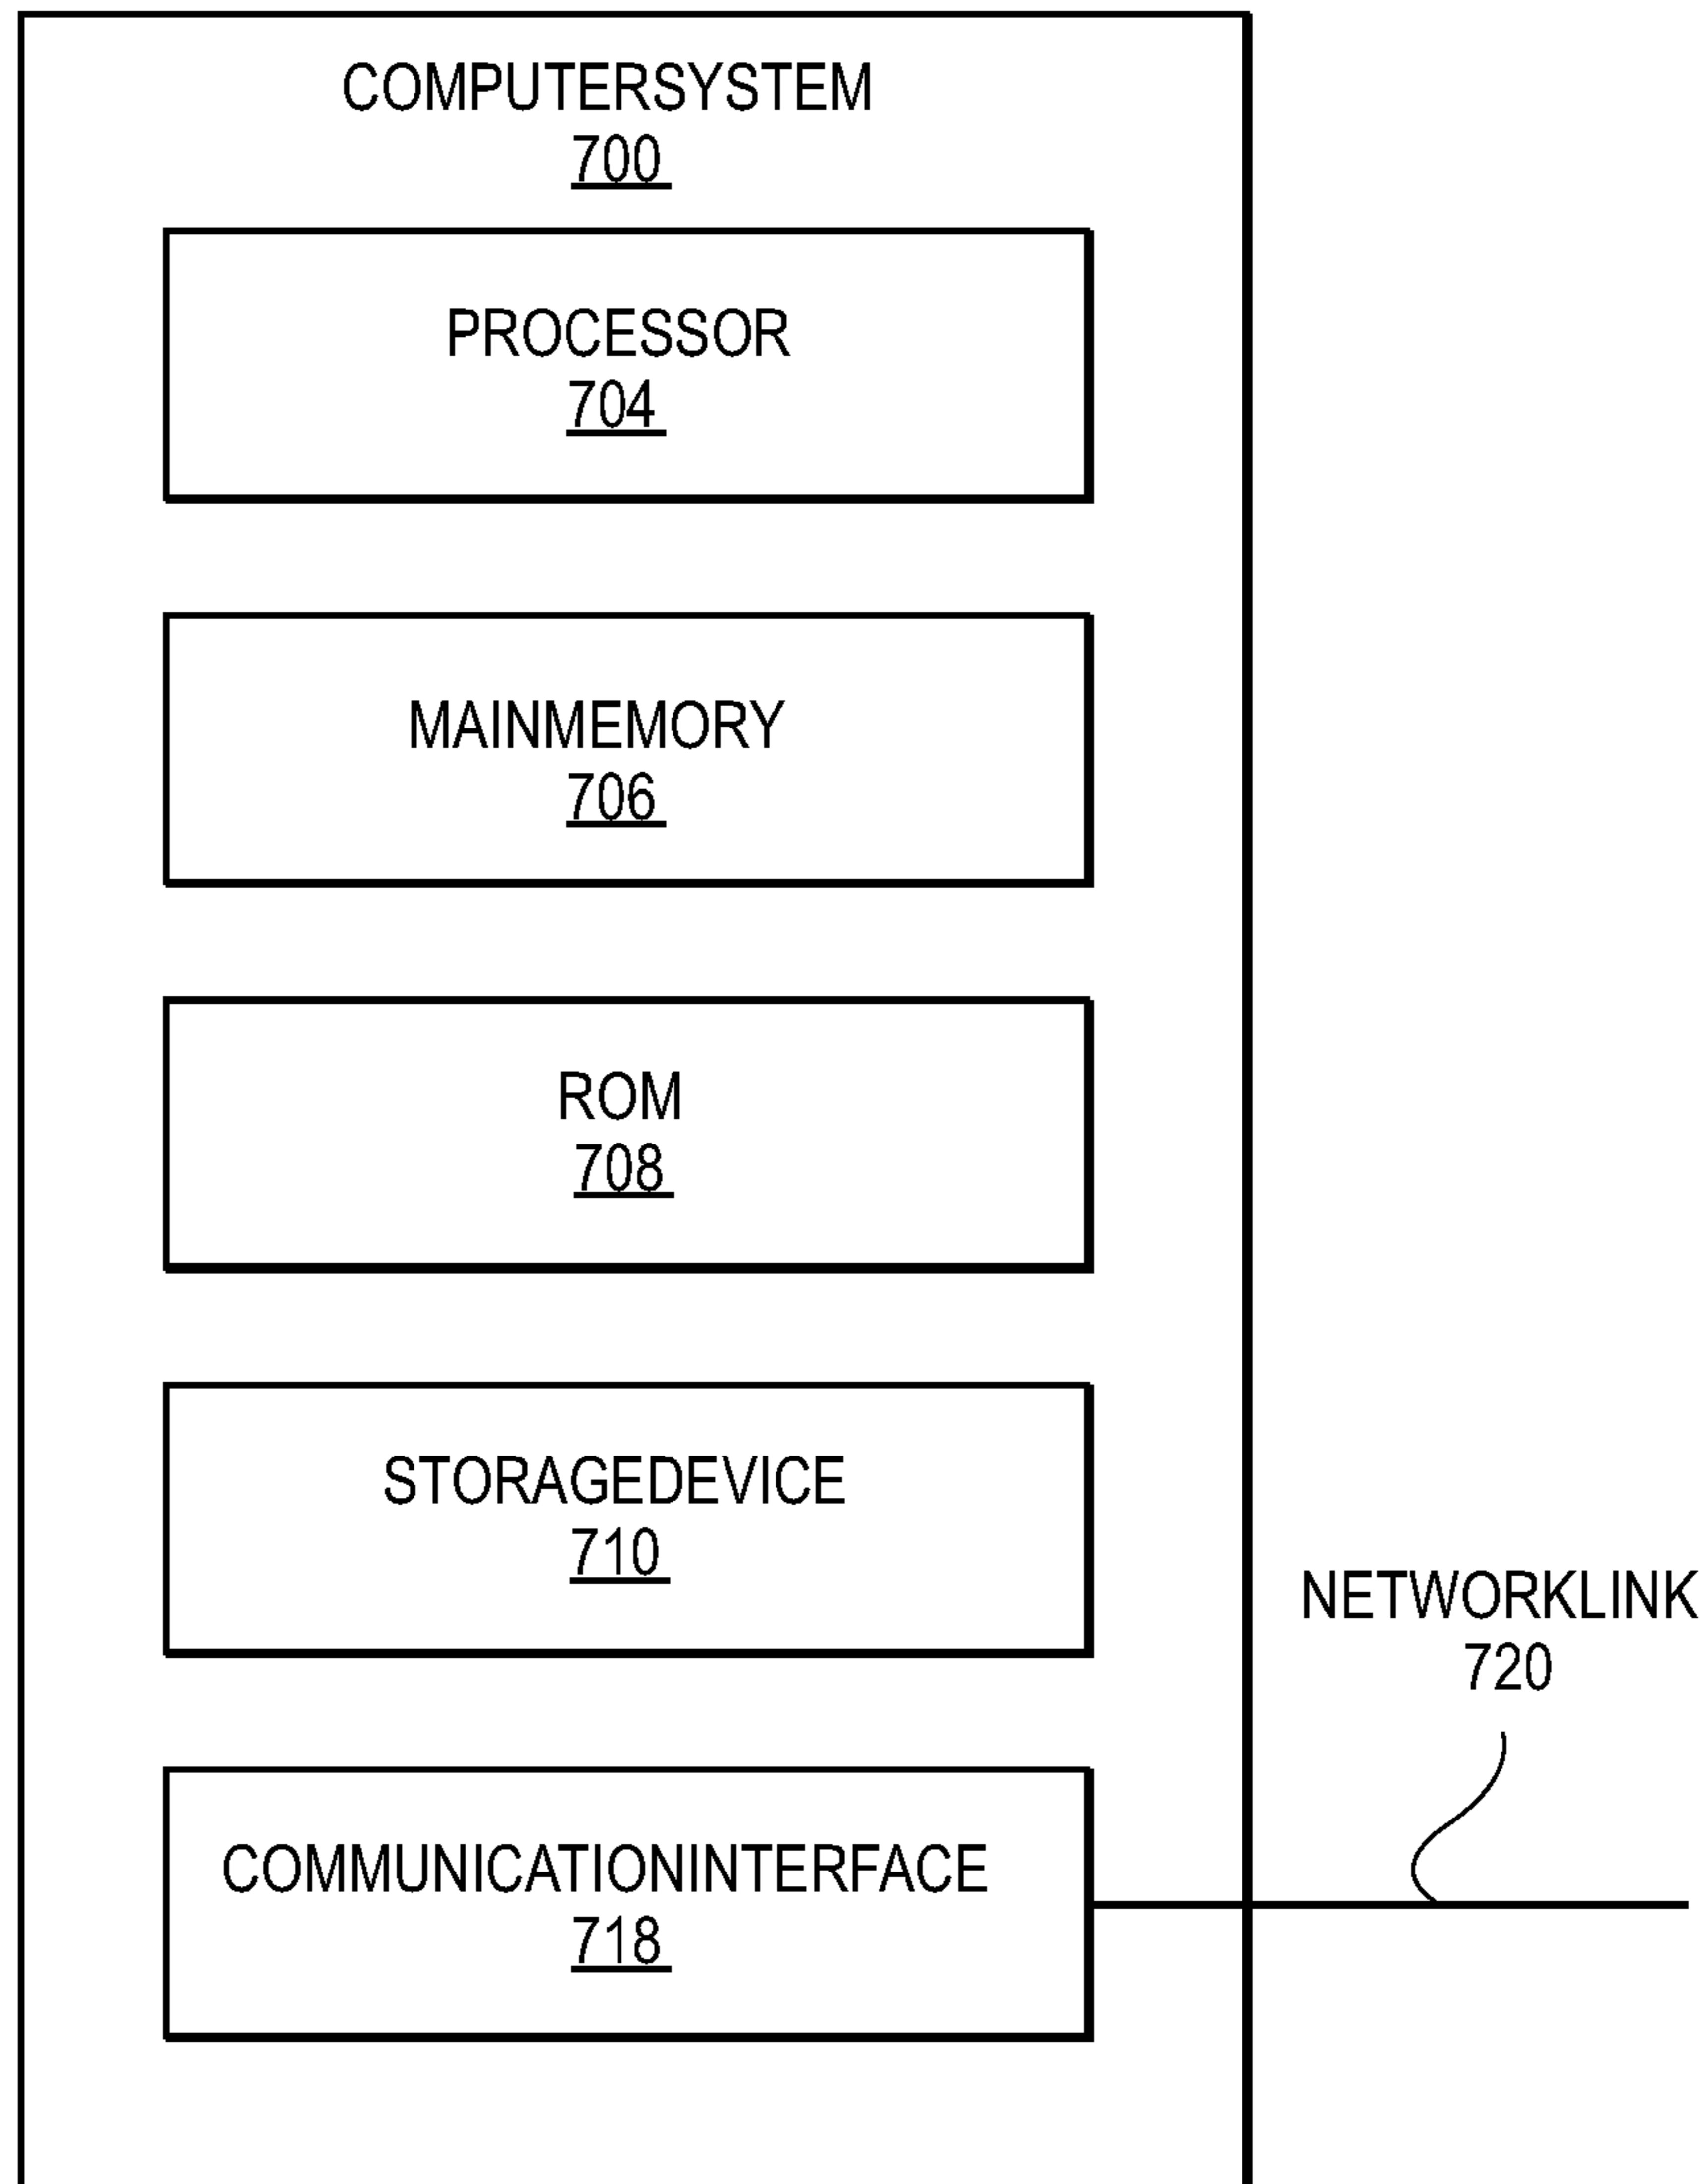 COMPUTERSYSTEM
700
PROCESSOR
704
MAINMEMORY
706
ROM
708
STORAGEDEVICE
710
NETWORKLINK
720
COMMUNICATIONINTERFACE
718